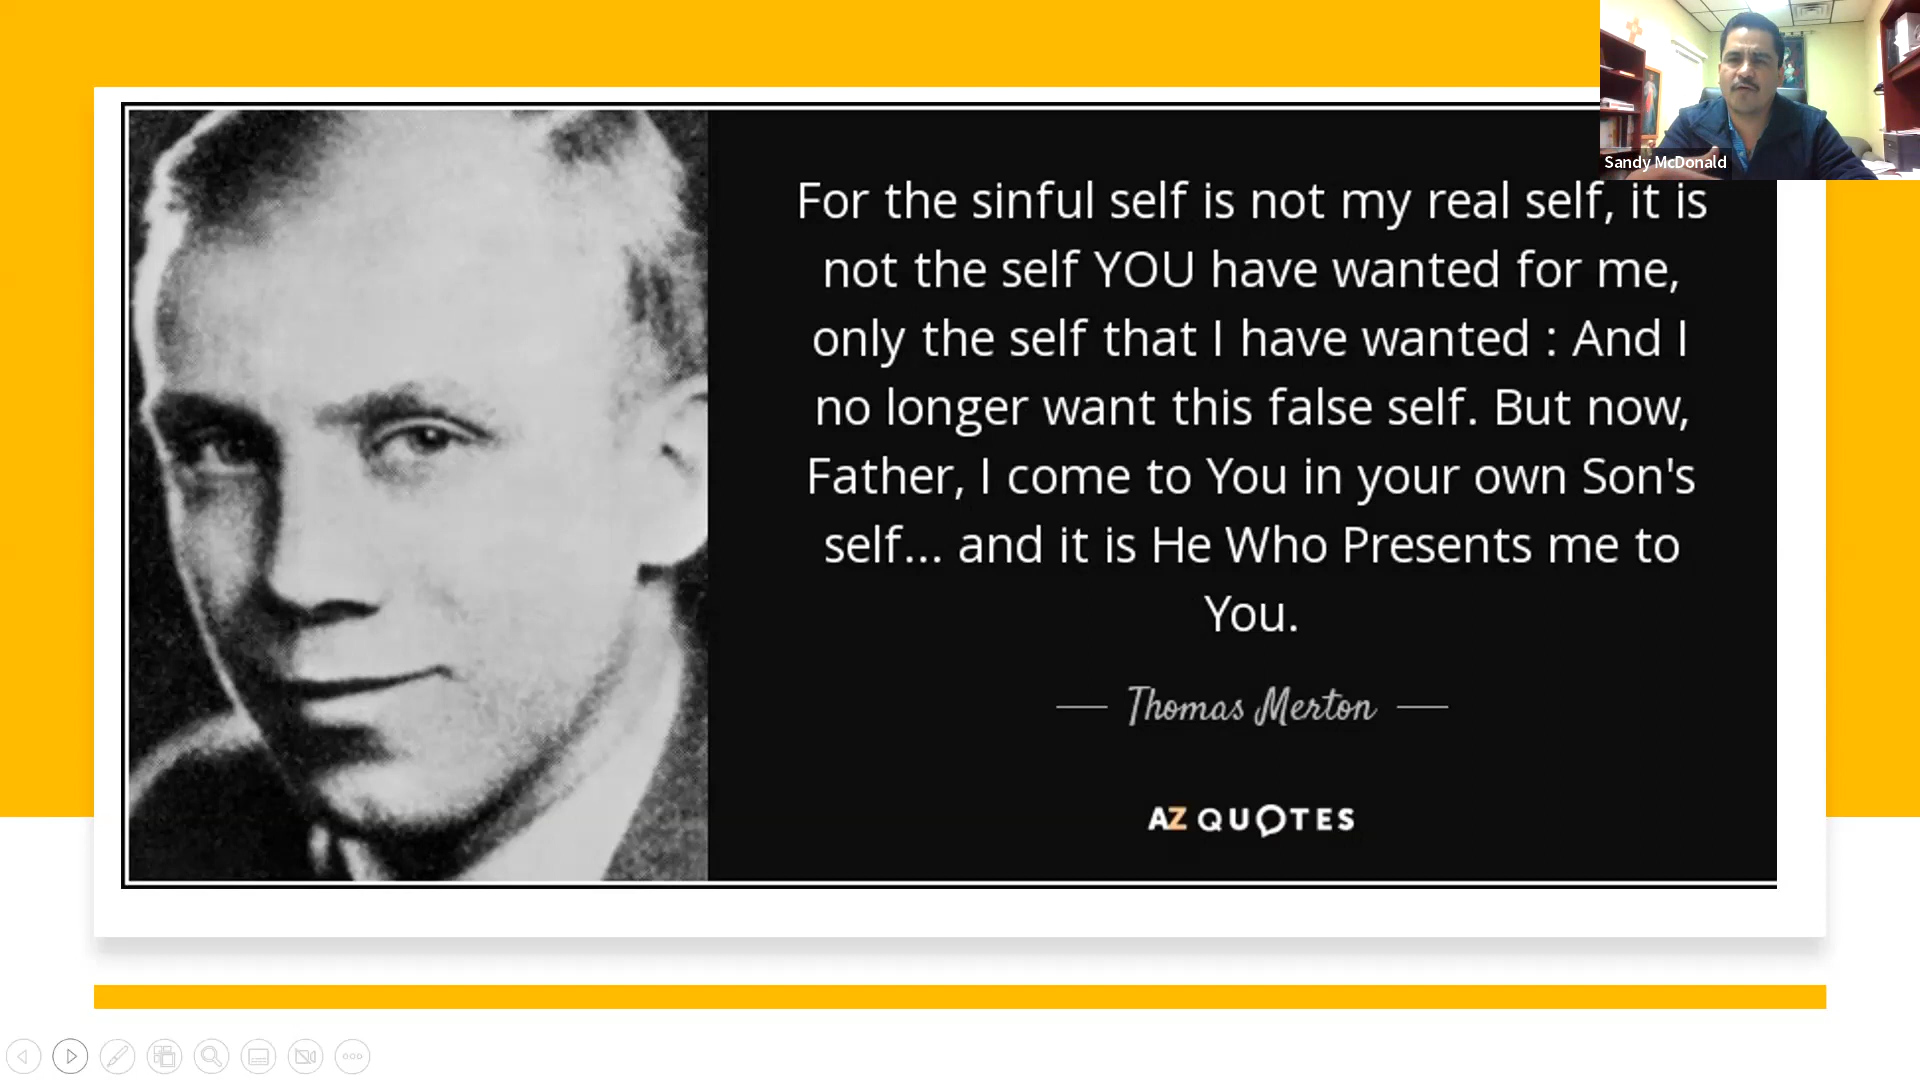 Sandy McDonald
For the sinful self is not my real self, it is
not the self YOU have wanted for me,
only the self that I have wanted : And I
no longer want this false self. But now,
Father, I come to You in your own Son's
self... and it is He Who Presents me to
You.
Thomas Merton
AZ QUOTES